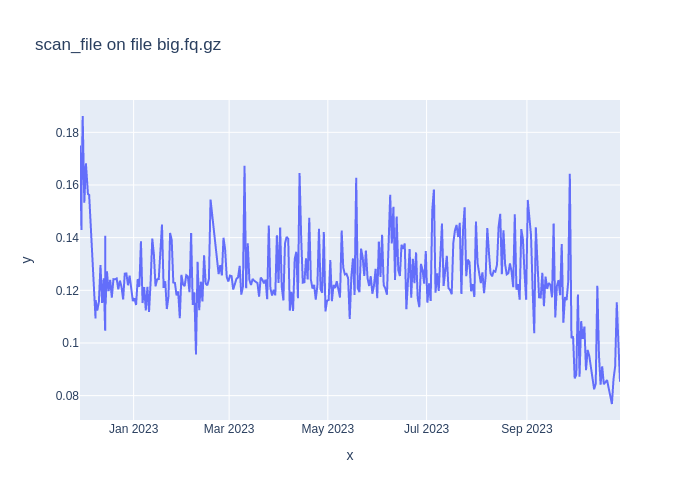 scan_file on file big.fq.gz
0.18
0.16
0.14
0.12
0.1
0.08
y
Jan 2023
Mar 2023
May 2023
Jul 2023
Sep 2023
x